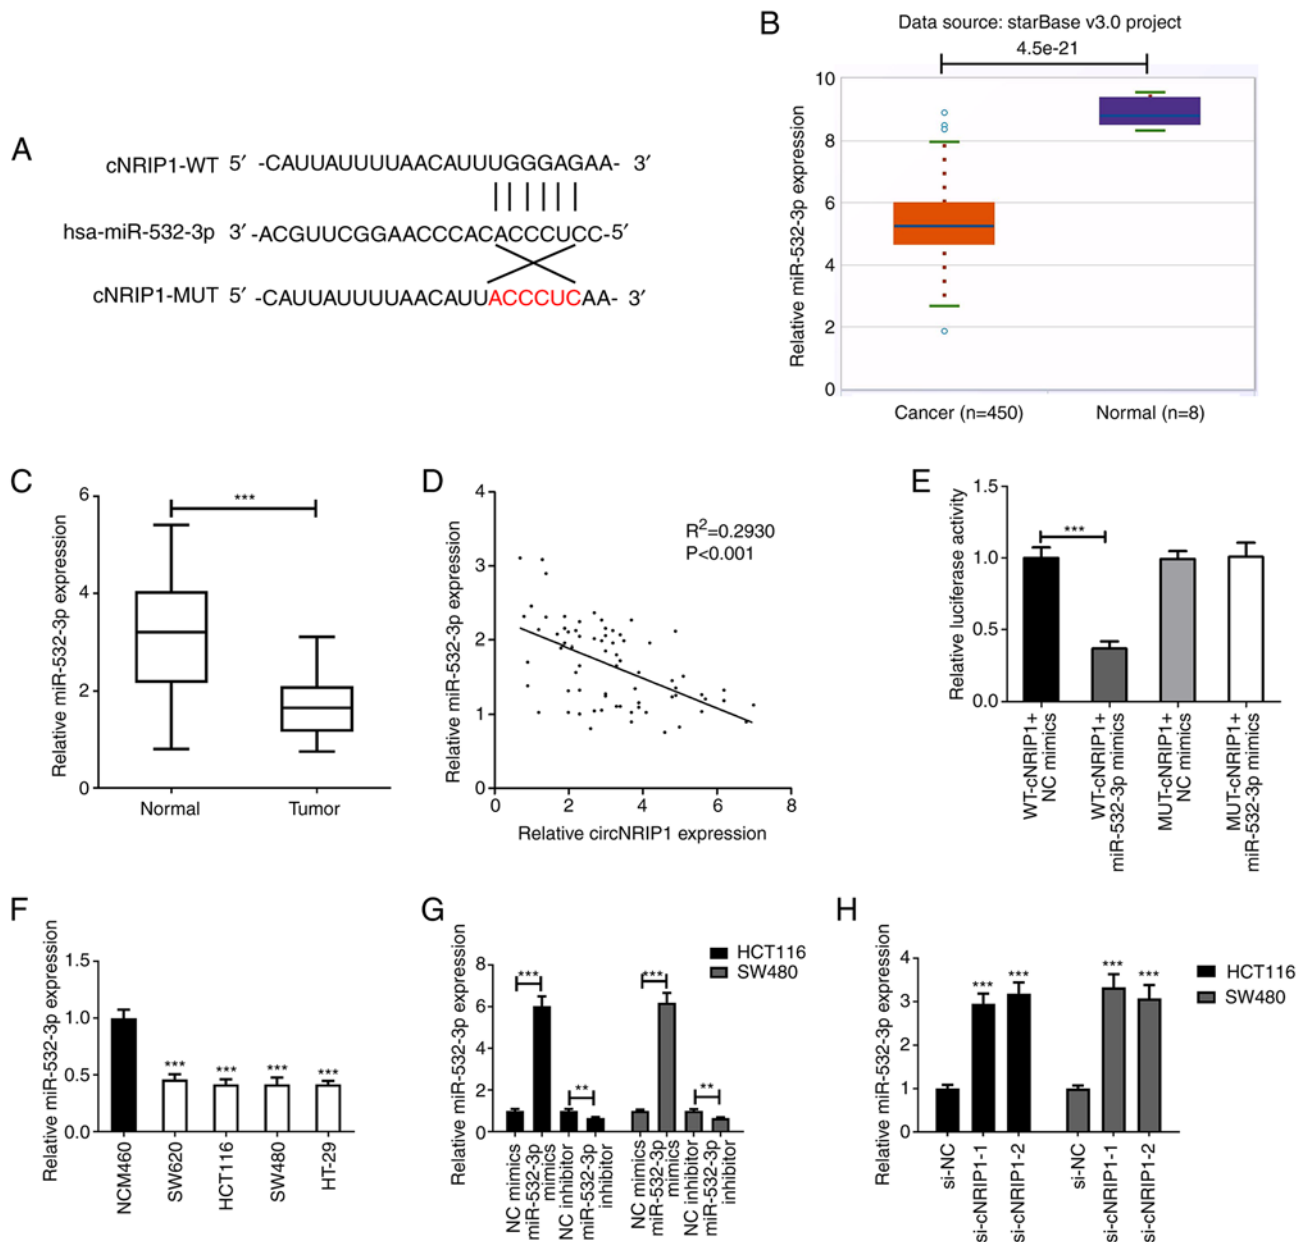 A
cNRIP1-WT 5′ -CAUUAUUUUAACAUUUGGGAGAA- 3′
hsa-miR-532-3p 3′ -ACGUUCGGAACCCACACCCUCC-5′
cNRIP1-MUT 5′ -CAUUAUUUUAACAUUACCCUCAA- 3′
B
Data source: starBase v3.0 project
4.5e-21
Relative miR-532-3p expression
10
8
6
4
2
0
Cancer (n=450) Normal (n=8)
C
Relative miR-532-3p expression
6
4
2
0
***
Normal Tumor
D
Relative miR-532-3p expression
4
3
2
1
0
R²=0.2930
P<0.001
0 2 4 6 8
Relative circNRIP1 expression
E
Relative luciferase activity
1.5
1.0
0.5
0.0
***
WT-cNRIP1+
NC mimics
WT-cNRIP1+
miR-532-3p mimics
MUT-cNRIP1+
NC mimics
MUT-cNRIP1+
miR-532-3p mimics
F
Relative miR-532-3p expression
1.5
1.0
0.5
0.0
*** *** *** ***
NCM460
SW620
HCT116
SW480
HT-29
G
Relative miR-532-3p expression
8
6
4
2
0
HCT116
SW480
*** ** *** **
NC mimics
miR-532-3p
mimics
NC
inhibitor
miR-532-3p
inhibitor
NC mimics
miR-532-3p
mimics
NC
inhibitor
miR-532-3p
inhibitor
H
Relative miR-532-3p expression
4
3
2
1
0
HCT116
SW480
*** *** *** ***
si-NC
si-cNRIP1-1
si-cNRIP1-2
si-NC
si-cNRIP1-1
si-cNRIP1-2